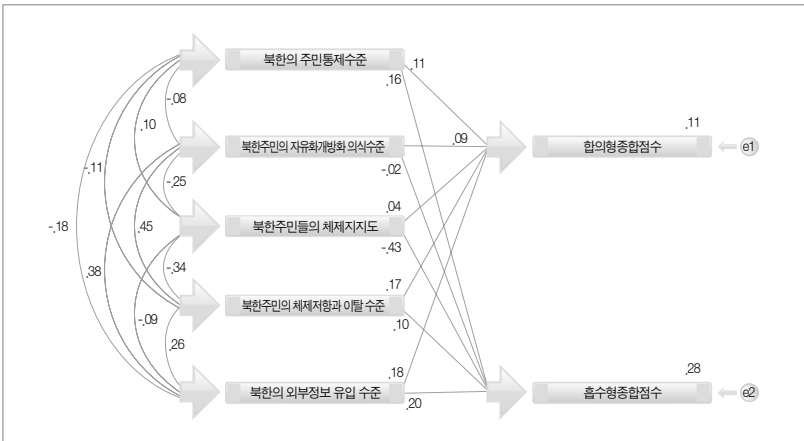 북한의 주민통제수준
.11
.16
-.08
.10
.11
.09
합의형종합점수
e1
북한주민의 자유화개방화 의식수준
-.11
-.02
-.25
.04
-.18
.45
북한주민들의 체제지지도
-.43
-.34
.38
.17
북한주민의 체제저항과 이탈 수준
-.09
.10
.26
.18
.28
북한의 외부정보 유입 수준
.20
흡수형종합점수
e2